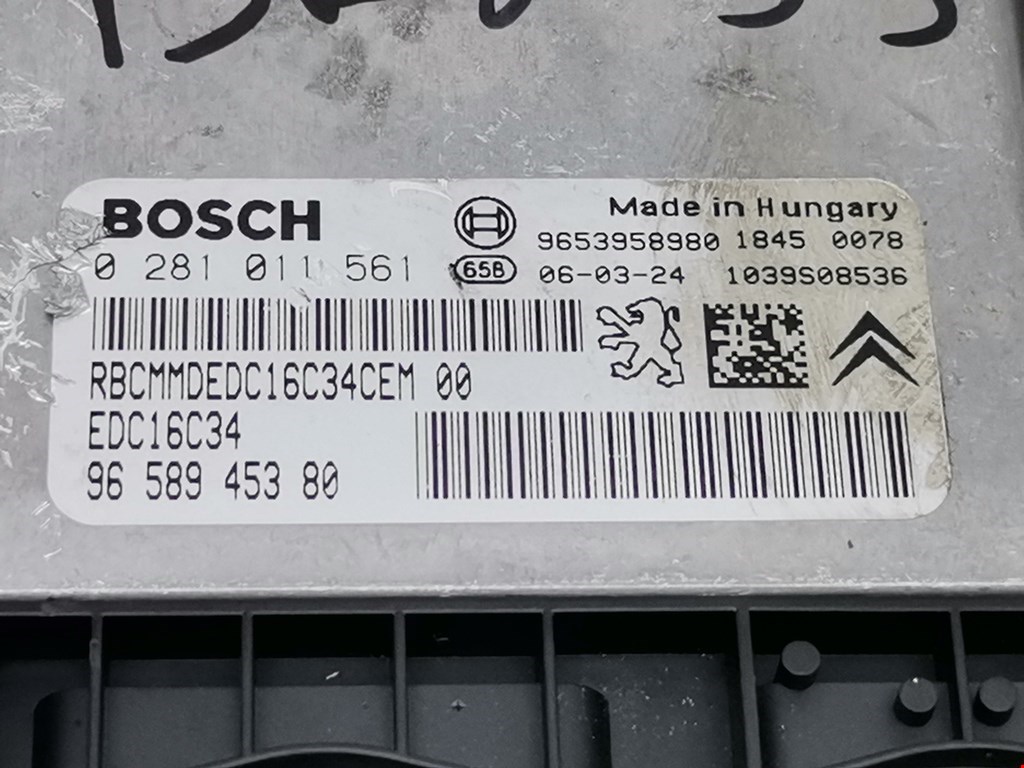 BOSCH
Made in Hungary
9653958980 1845 0078
0 281 011 561
65B
06-03-24 1039S08536
RBCMMDEDC16C34CEM 00
EDC16C34
96 589 453 80